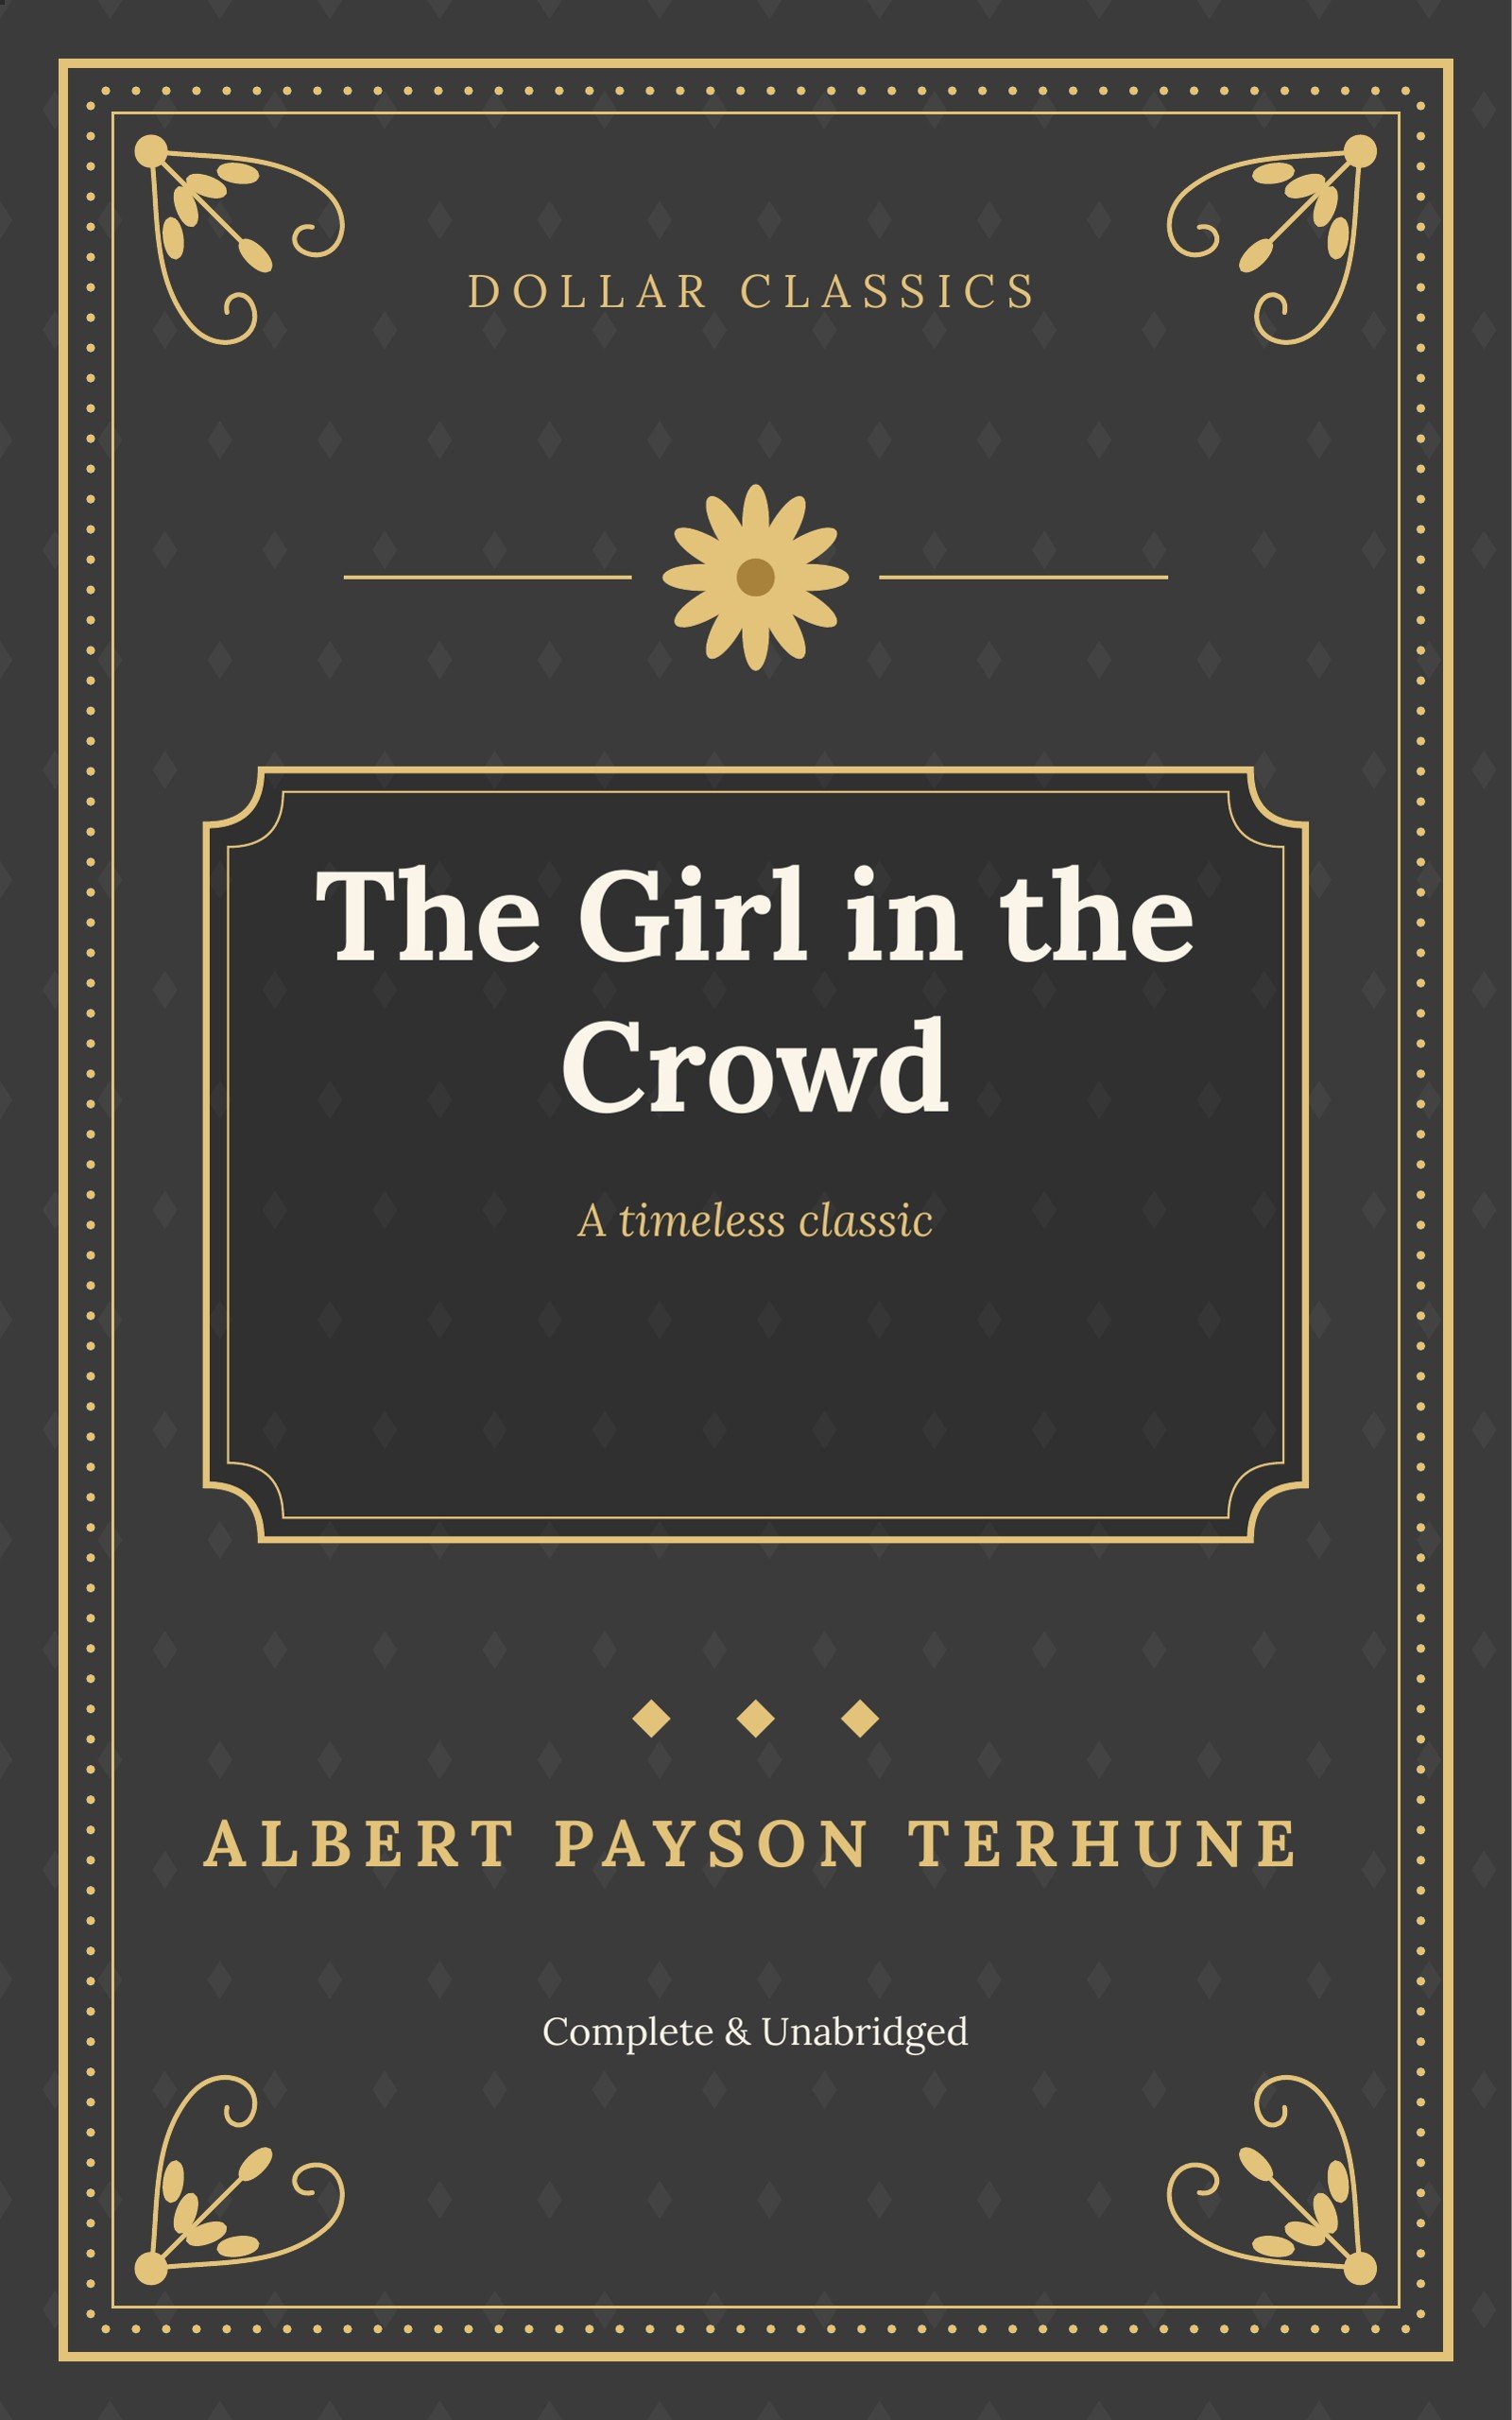 DOLLAR CLASSICS
The Girl in the
Crowd
A timeless classic
ALBERT PAYSON TERHUNE
Complete & Unabridged